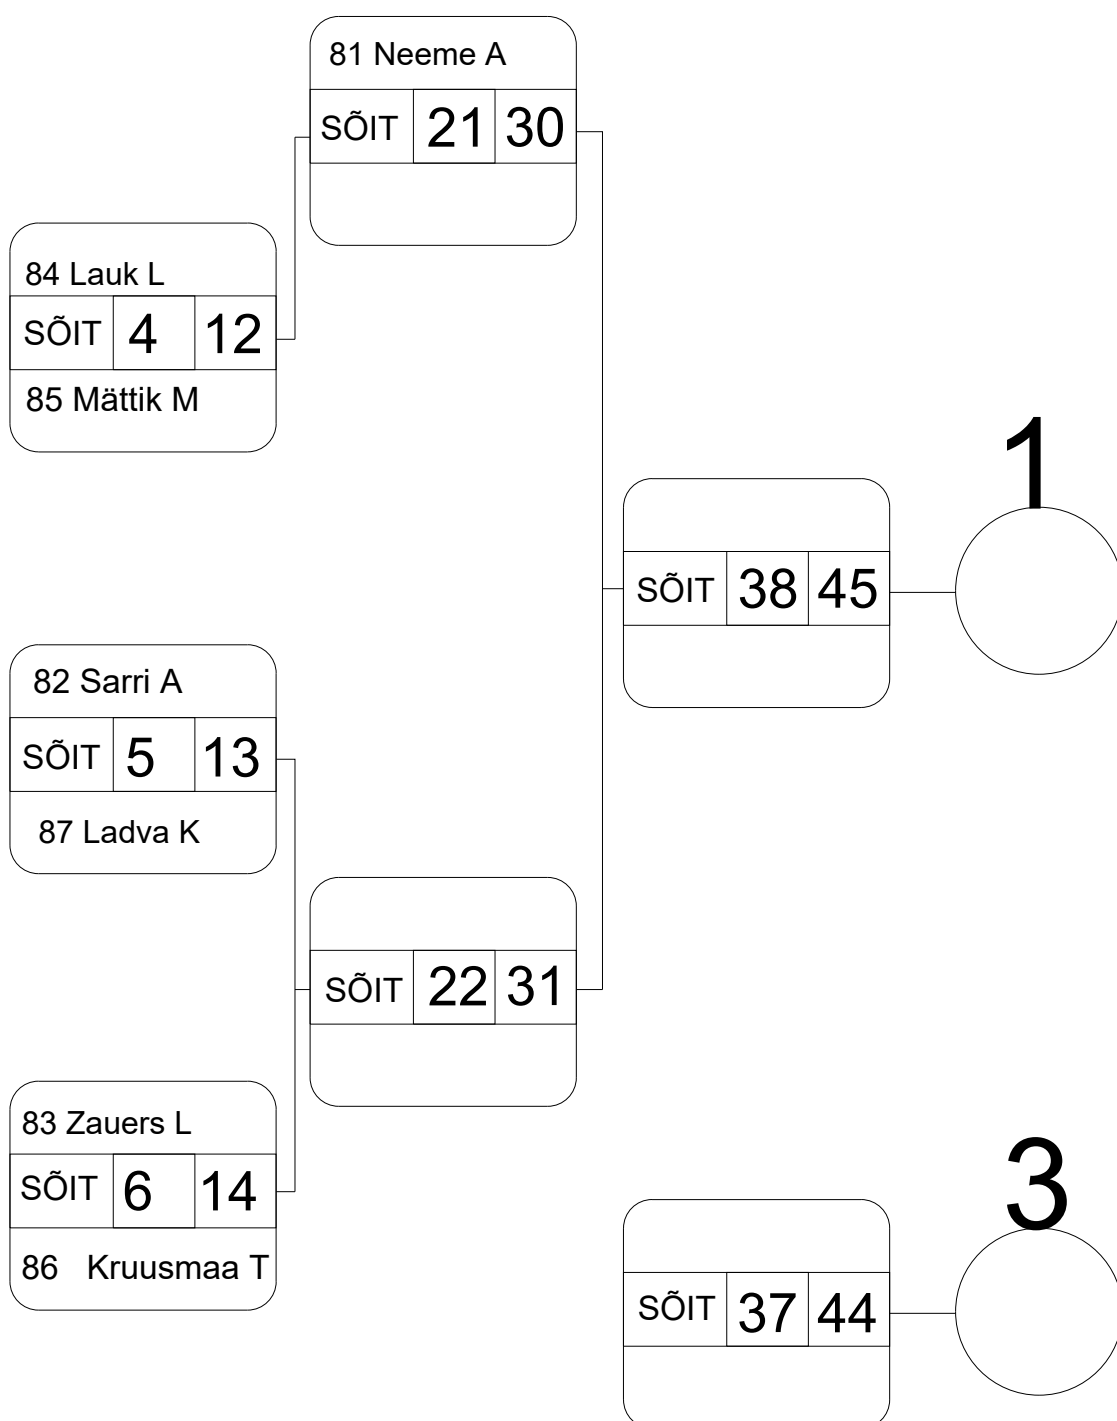 81 Neeme A
SÕIT 21 30
84 Lauk L
SÕIT 4 12
85 Mättik M
1
SÕIT 38 45
82 Sarri A
SÕIT 5 13
87 Ladva K
SÕIT 22 31
83 Zauers L
SÕIT 6 14
86 Kruusmaa T
3
SÕIT 37 44